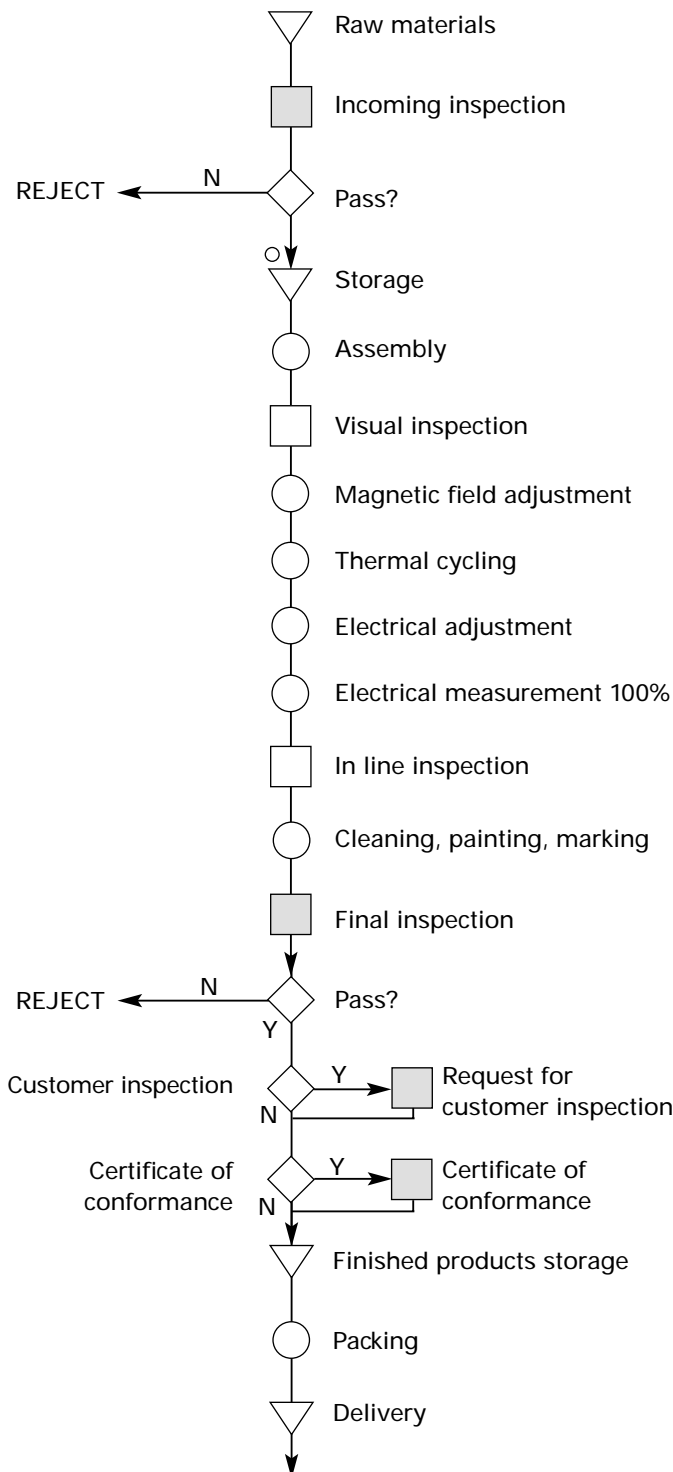 Raw materials
Incoming inspection
N
REJECT
Pass?
Storage
Assembly
Visual inspection
Magnetic field adjustment
Thermal cycling
Electrical adjustment
Electrical measurement 100%
In line inspection
Cleaning, painting, marking
Final inspection
N
REJECT
Pass?
Y
Customer inspection
Y
Request for
customer inspection
N
Certificate of
conformance
Y
Certificate of
conformance
N
Finished products storage
Packing
Delivery